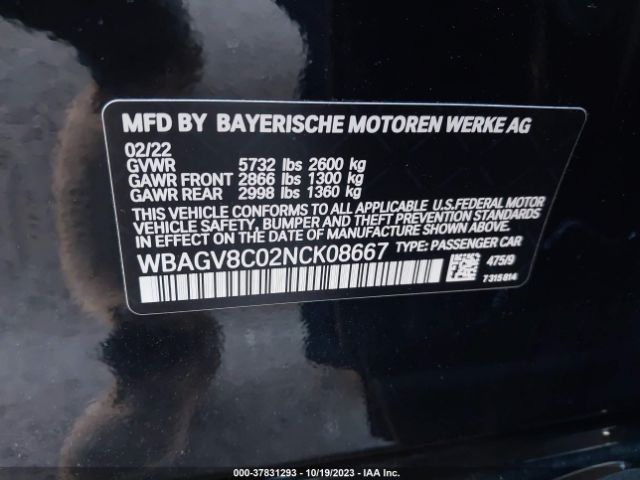 MFD BY BAYERISCHE MOTOREN WERKE AG
02/22
GVWR 5732 lbs 2600 kg
GAWR FRONT 2866 lbs 1300 kg
GAWR REAR 2998 lbs 1360 kg
THIS VEHICLE CONFORMS TO ALL APPLICABLE U.S.FEDERAL MOTOR
VEHICLE SAFETY, BUMPER, AND THEFT PREVENTION STANDARDS
IN EFFECT ON THE DATE OF MANUFACTURE SHOWN ABOVE.
WBAGV8C02NCK08667 TYPE: PASSENGER CAR
475/9
7315814
000-37831293 - 10/19/2023 - IAA Inc.